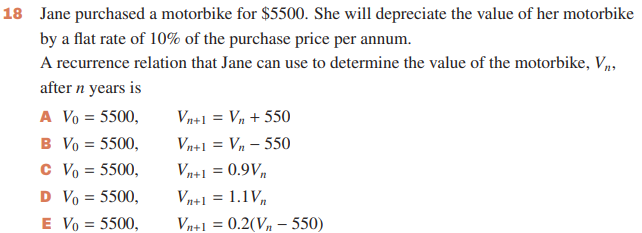 18 Jane purchased a motorbike for $5500. She will depreciate the value of her motorbike
by a flat rate of 10% of the purchase price per annum.
A recurrence relation that Jane can use to determine the value of the motorbike, Vₙ,
after n years is
A V₀ = 5500, Vₙ₊₁ = Vₙ + 550
B V₀ = 5500, Vₙ₊₁ = Vₙ − 550
C V₀ = 5500, Vₙ₊₁ = 0.9Vₙ
D V₀ = 5500, Vₙ₊₁ = 1.1Vₙ
E V₀ = 5500, Vₙ₊₁ = 0.2(Vₙ − 550)